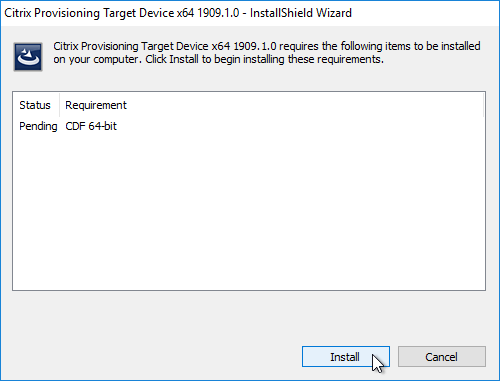 Citrix Provisioning Target Device x64 1909.1.0 - InstallShield Wizard
Citrix Provisioning Target Device x64 1909.1.0 requires the following items to be installed
on your computer. Click Install to begin installing these requirements.
Status Requirement
Pending CDF 64-bit
Install Cancel